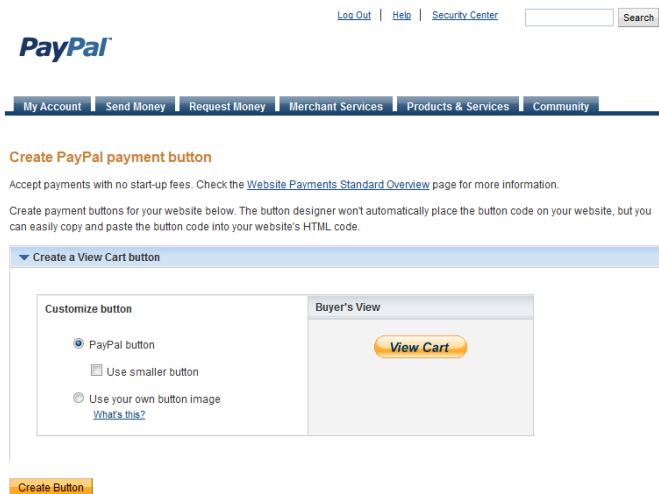 Log Out | Help | Security Center Search
PayPal
My Account Send Money Request Money Merchant Services Products & Services Community
Create PayPal payment button
Accept payments with no start-up fees. Check the Website Payments Standard Overview page for more information.
Create payment buttons for your website below. The button designer won't automatically place the button code on your website, but you
can easily copy and paste the button code into your website's HTML code.
Create a View Cart button
Customize button
PayPal button
Use smaller button
Use your own button image
What's this?
Buyer's View
View Cart
Create Button